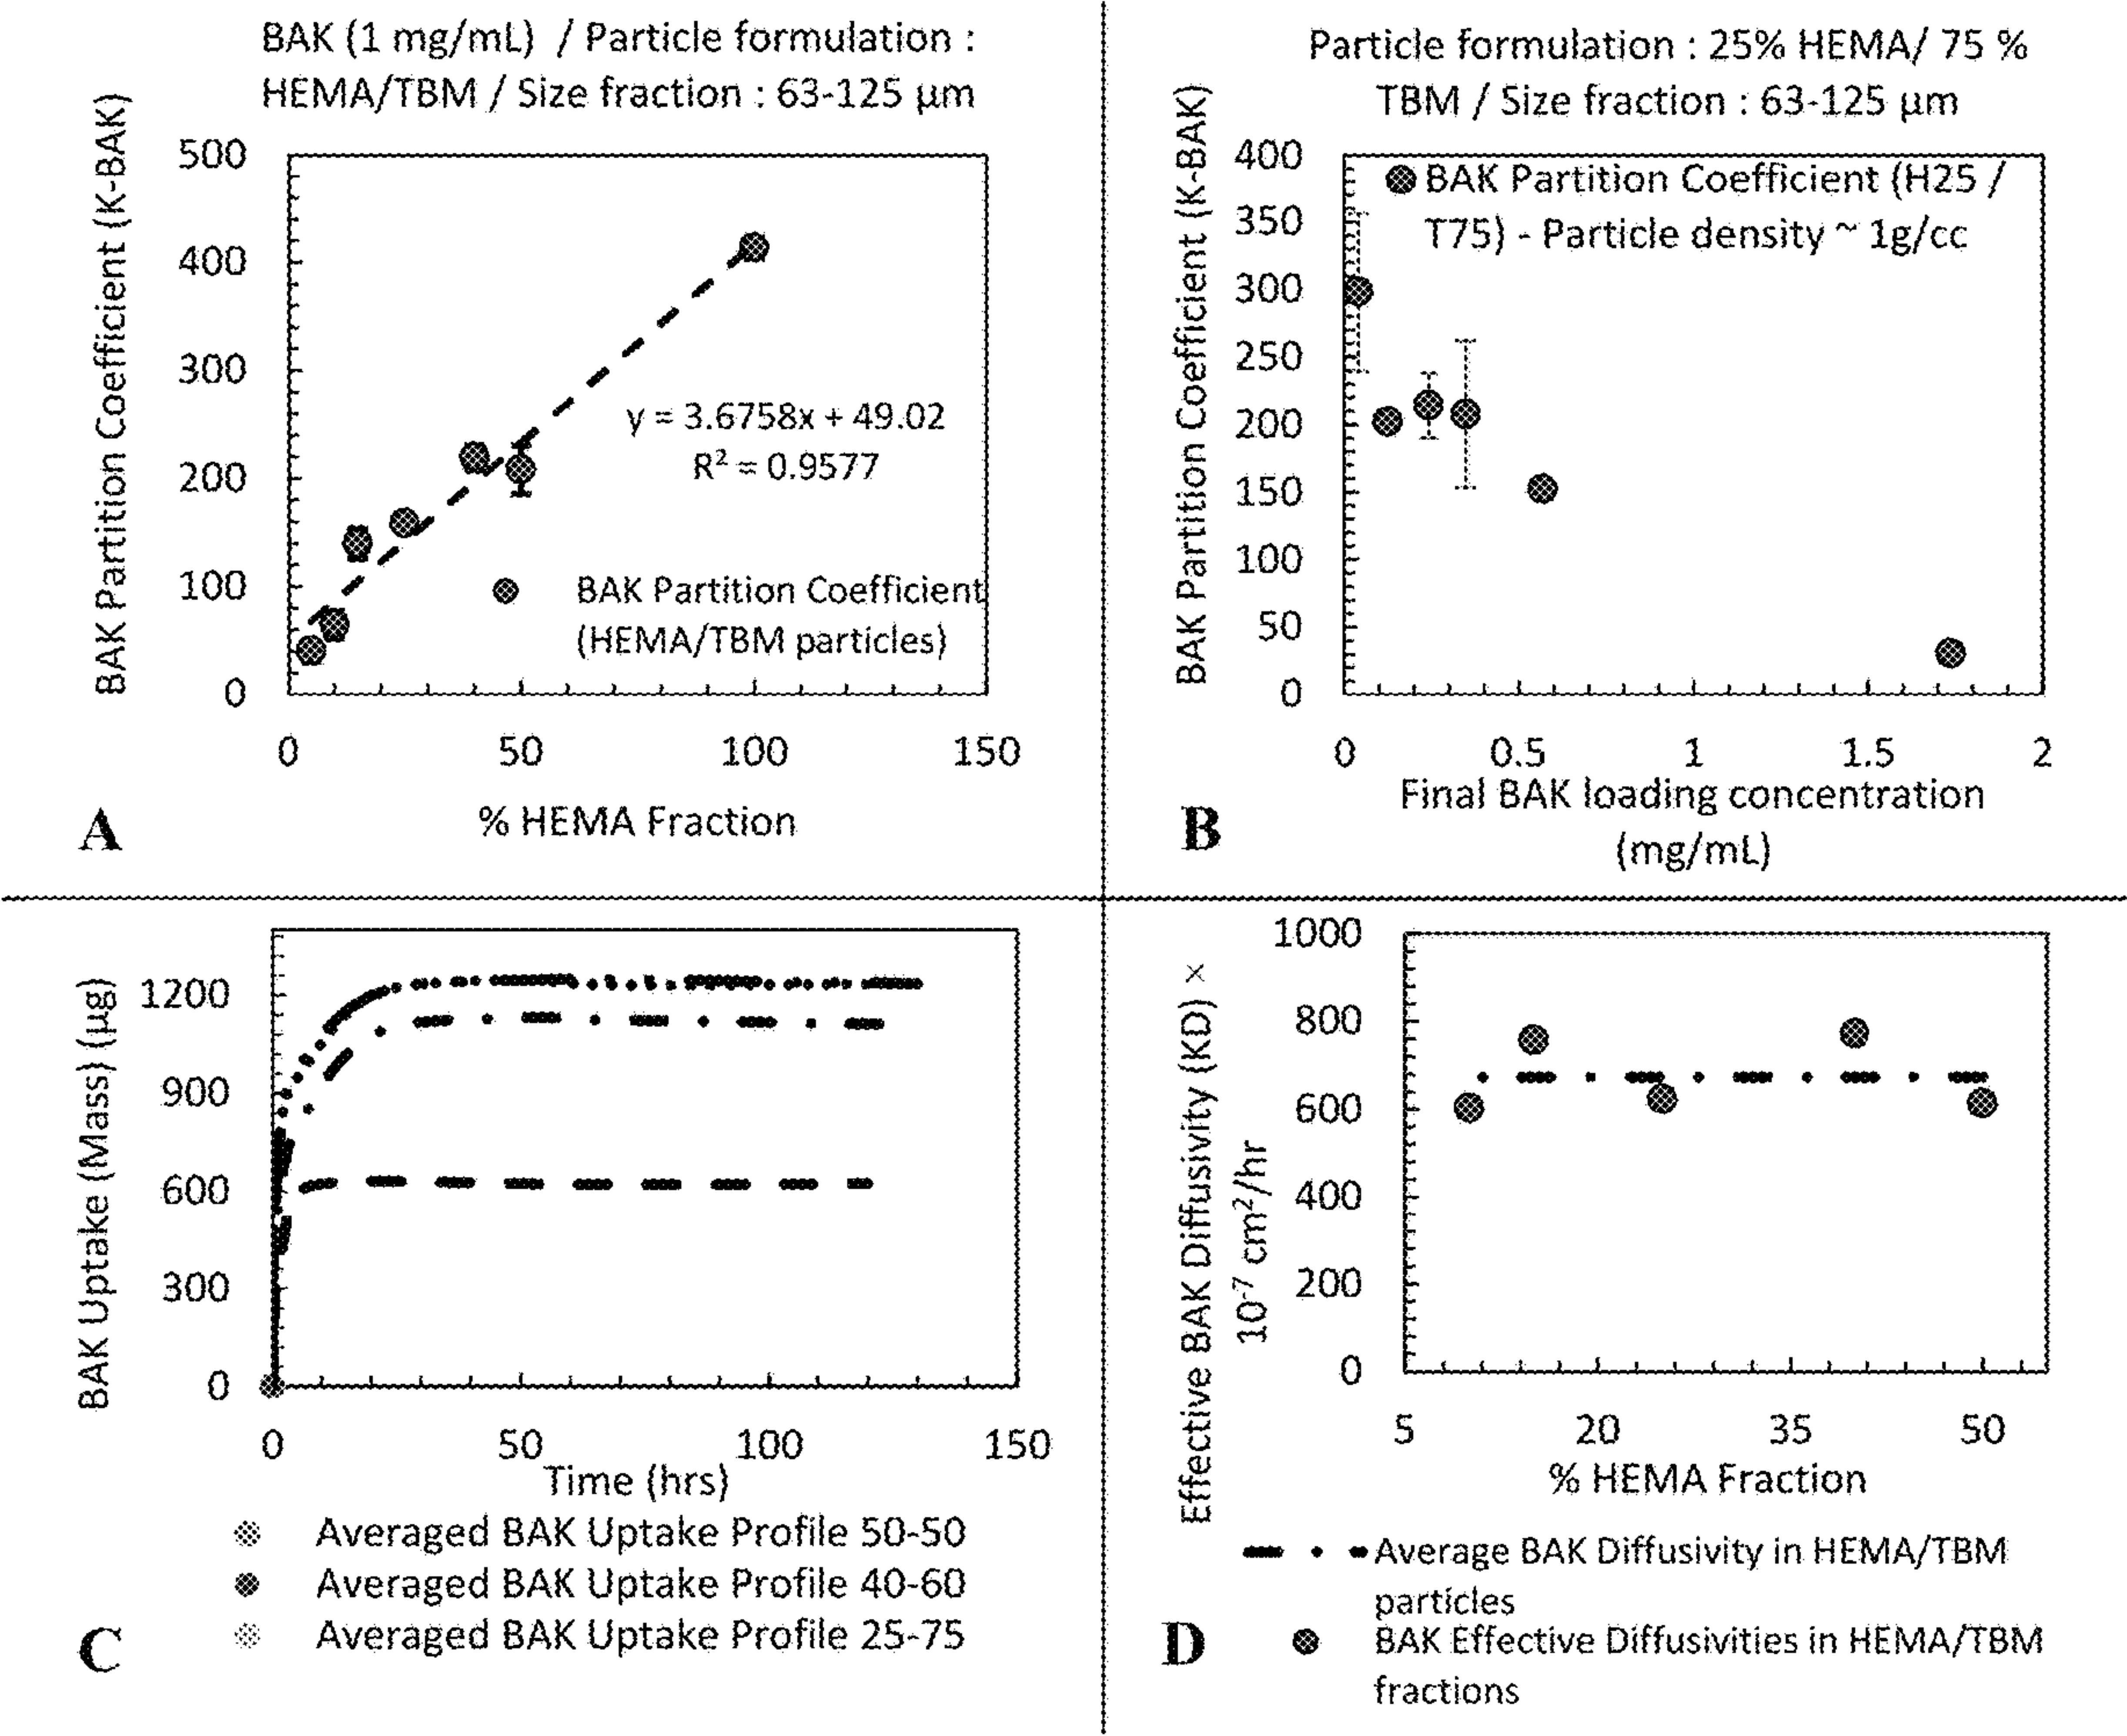 BAK (1 mg/mL) / Particle formulation :
HEMA/TBM / Size fraction : 63-125 µm
BAK Partition Coefficient (K-BAK)
500
400
300
200
100
0
y = 3.6758x + 49.02
R² = 0.9577
BAK Partition Coefficient
(HEMA/TBM particles)
0 50 100 150
% HEMA Fraction
A
Particle formulation : 25% HEMA/ 75 %
TBM / Size fraction : 63-125 µm
BAK Partition Coefficient (K-BAK)
400
350
300
250
200
150
100
50
0
BAK Partition Coefficient (H25 /
T75) - Particle density ~ 1g/cc
0 0.5 1 1.5 2
Final BAK loading concentration
(mg/mL)
B
BAK Uptake (Mass) (µg)
1200
900
600
300
0
0 50 100 150
Time (hrs)
Averaged BAK Uptake Profile 50-50
Averaged BAK Uptake Profile 40-60
Averaged BAK Uptake Profile 25-75
C
Effective BAK Diffusivity (KD) ×
10⁻⁷ cm²/hr
1000
800
600
400
200
0
5 20 35 50
% HEMA Fraction
Average BAK Diffusivity in HEMA/TBM
particles
BAK Effective Diffusivities in HEMA/TBM
fractions
D